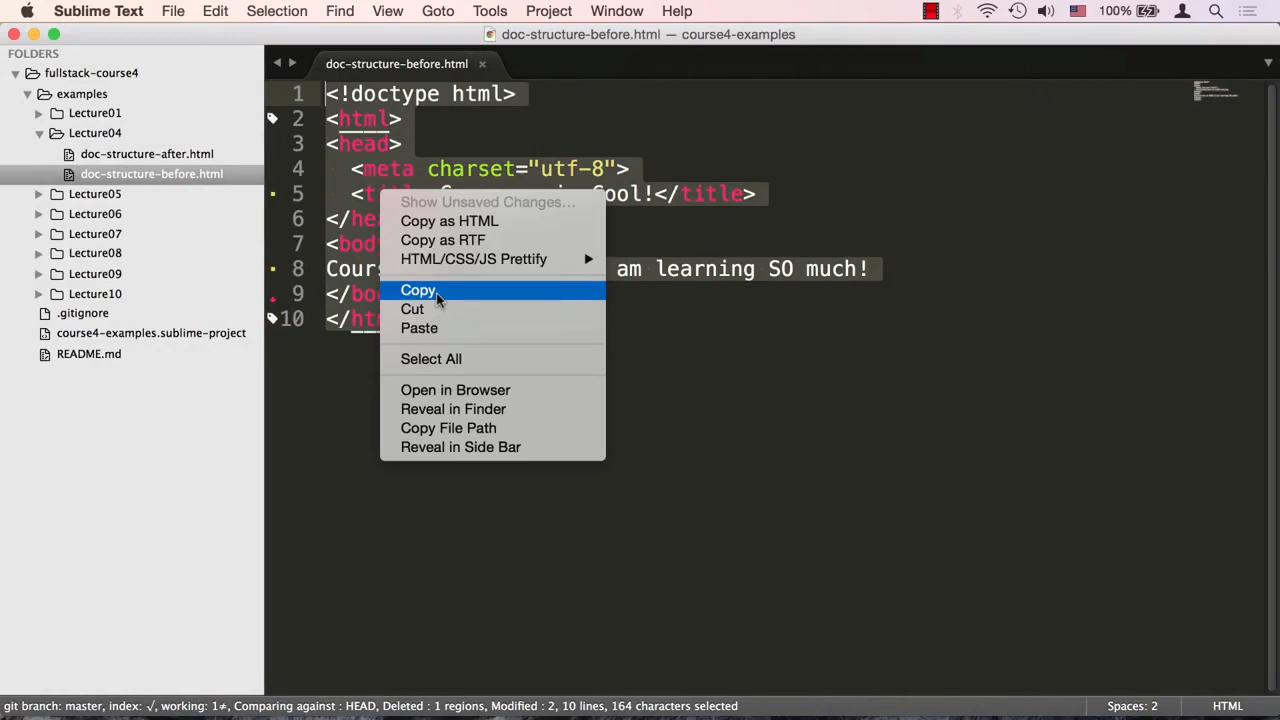 Sublime Text File Edit Selection Find View Goto Tools Project Window Help 100%
doc-structure-before.html — course4-examples
FOLDERS
fullstack-course4
examples
Lecture01
Lecture04
doc-structure-after.html
doc-structure-before.html
Lecture05
Lecture06
Lecture07
Lecture08
Lecture09
Lecture10
.gitignore
course4-examples.sublime-project
README.md
doc-structure-before.html ×
1 <!doctype html>
2 <html>
3 <head>
4 <meta charset="utf-8">
5 <t ool!</title>
6 </he
7 <bod
8 Cours am learning SO much!
9 </bo
10 </ht
Show Unsaved Changes...
Copy as HTML
Copy as RTF
HTML/CSS/JS Prettify
Copy
Cut
Paste
Select All
Open in Browser
Reveal in Finder
Copy File Path
Reveal in Side Bar
git branch: master, index: √, working: 1≠, Comparing against : HEAD, Deleted : 1 regions, Modified : 2, 10 lines, 164 characters selected
Spaces: 2
HTML